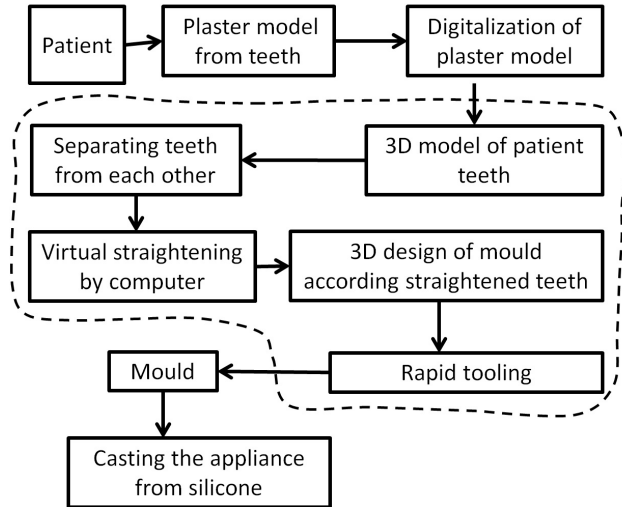 Patient
Plaster model
from teeth
Digitalization of
plaster model
3D model of patient
teeth
Separating teeth
from each other
Virtual straightening
by computer
3D design of mould
according straightened teeth
Rapid tooling
Mould
Casting the appliance
from silicone